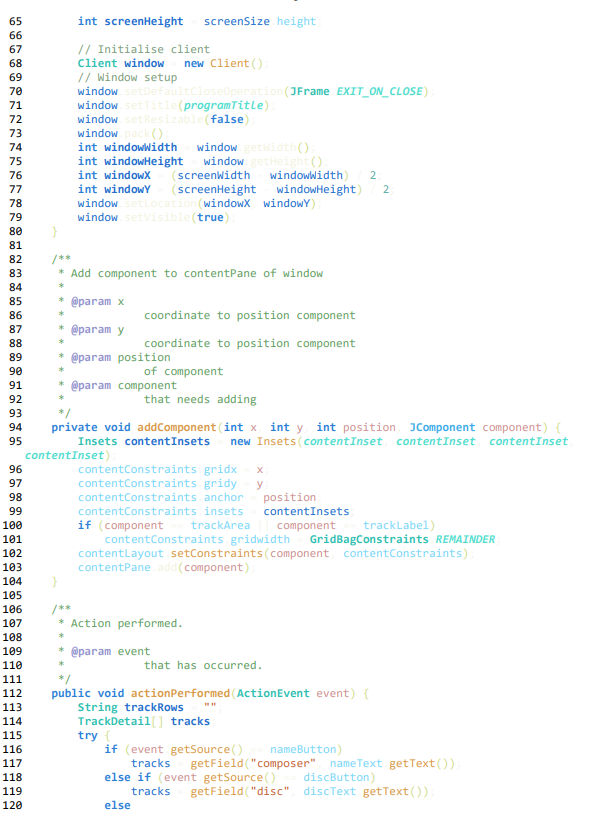 65 int screenHeight = screenSize.height;
66
67 // Initialise client
68 Client window = new Client();
69 // Window setup
70 window.setDefaultCloseOperation(JFrame.EXIT_ON_CLOSE);
71 window.setTitle(programTitle);
72 window.setResizable(false);
73 window.pack();
74 int windowWidth = window.getWidth();
75 int windowHeight = window.getHeight();
76 int windowX = (screenWidth - windowWidth) / 2;
77 int windowY = (screenHeight - windowHeight) / 2;
78 window.setLocation(windowX, windowY);
79 window.setVisible(true);
80 }
81
82 /**
83 * Add component to contentPane of window
84 *
85 * @param x
86 * coordinate to position component
87 * @param y
88 * coordinate to position component
89 * @param position
90 * of component
91 * @param component
92 * that needs adding
93 */
94 private void addComponent(int x, int y, int position, JComponent component) {
95 Insets contentInsets = new Insets(contentInset, contentInset, contentInset,
contentInset);
96 contentConstraints.gridx = x;
97 contentConstraints.gridy = y;
98 contentConstraints.anchor = position;
99 contentConstraints.insets = contentInsets;
100 if (component == trackArea || component == trackLabel)
101 contentConstraints.gridwidth = GridBagConstraints.REMAINDER;
102 contentLayout.setConstraints(component, contentConstraints);
103 contentPane.add(component);
104 }
105
106 /**
107 * Action performed.
108 *
109 * @param event
110 * that has occurred.
111 */
112 public void actionPerformed(ActionEvent event) {
113 String trackRows = "";
114 TrackDetail[] tracks;
115 try {
116 if (event.getSource() == nameButton)
117 tracks = getField("composer", nameText.getText());
118 else if (event.getSource() == discButton)
119 tracks = getField("disc", discText.getText());
120 else